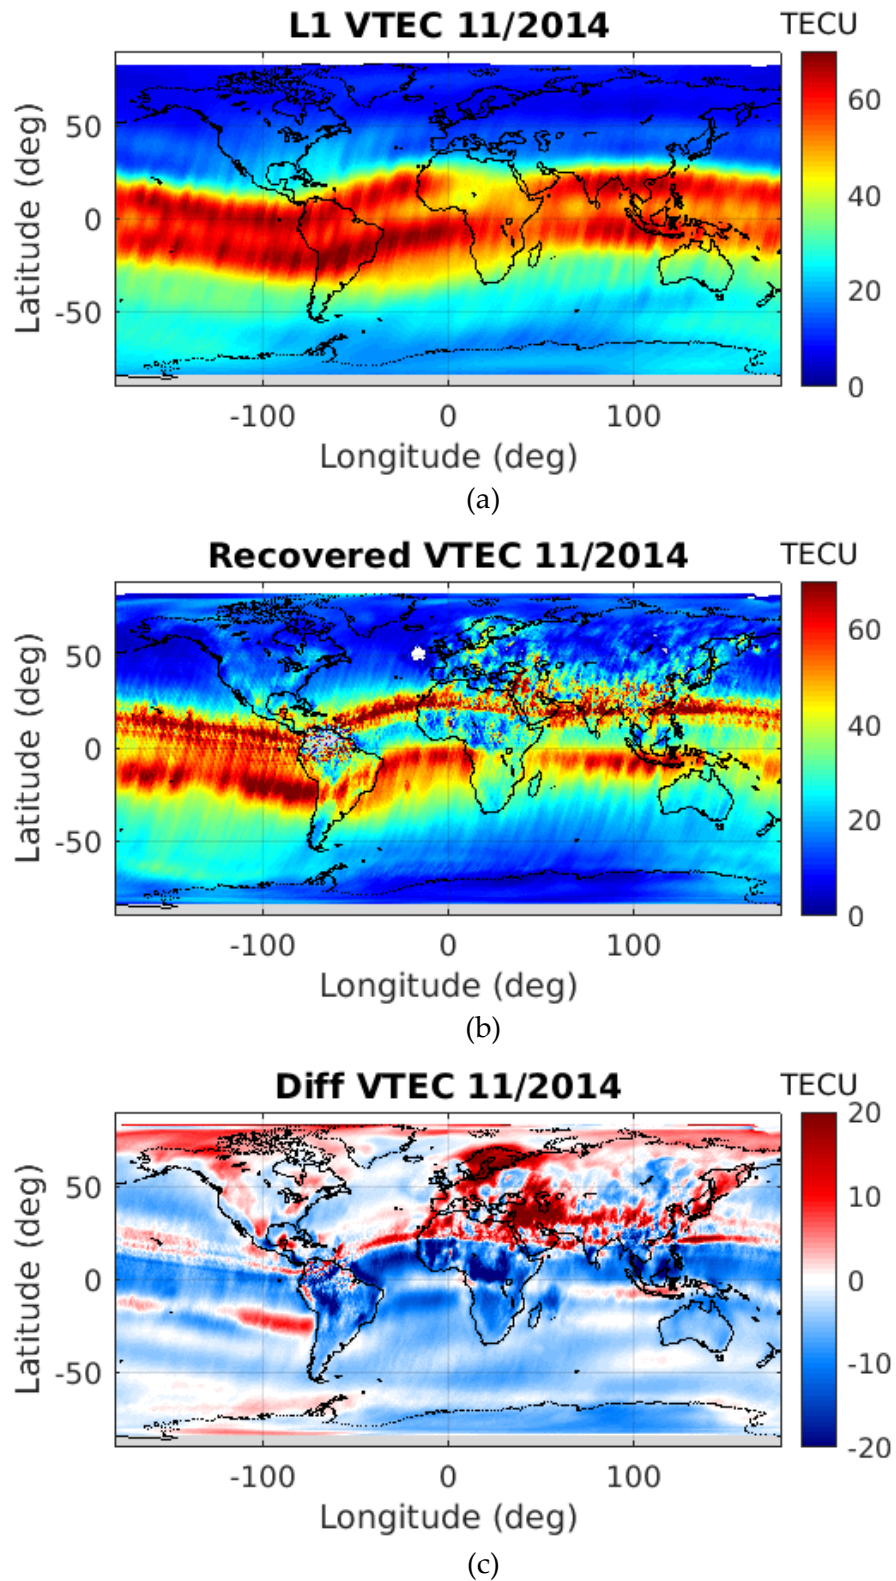 L1 VTEC 11/2014 TECU
60
40
20
0
50
0
-50
Latitude (deg)
-100 0 100
Longitude (deg)
(a)
Recovered VTEC 11/2014 TECU
60
40
20
0
50
0
-50
Latitude (deg)
-100 0 100
Longitude (deg)
(b)
Diff VTEC 11/2014 TECU
20
10
0
-10
-20
50
0
-50
Latitude (deg)
-100 0 100
Longitude (deg)
(c)